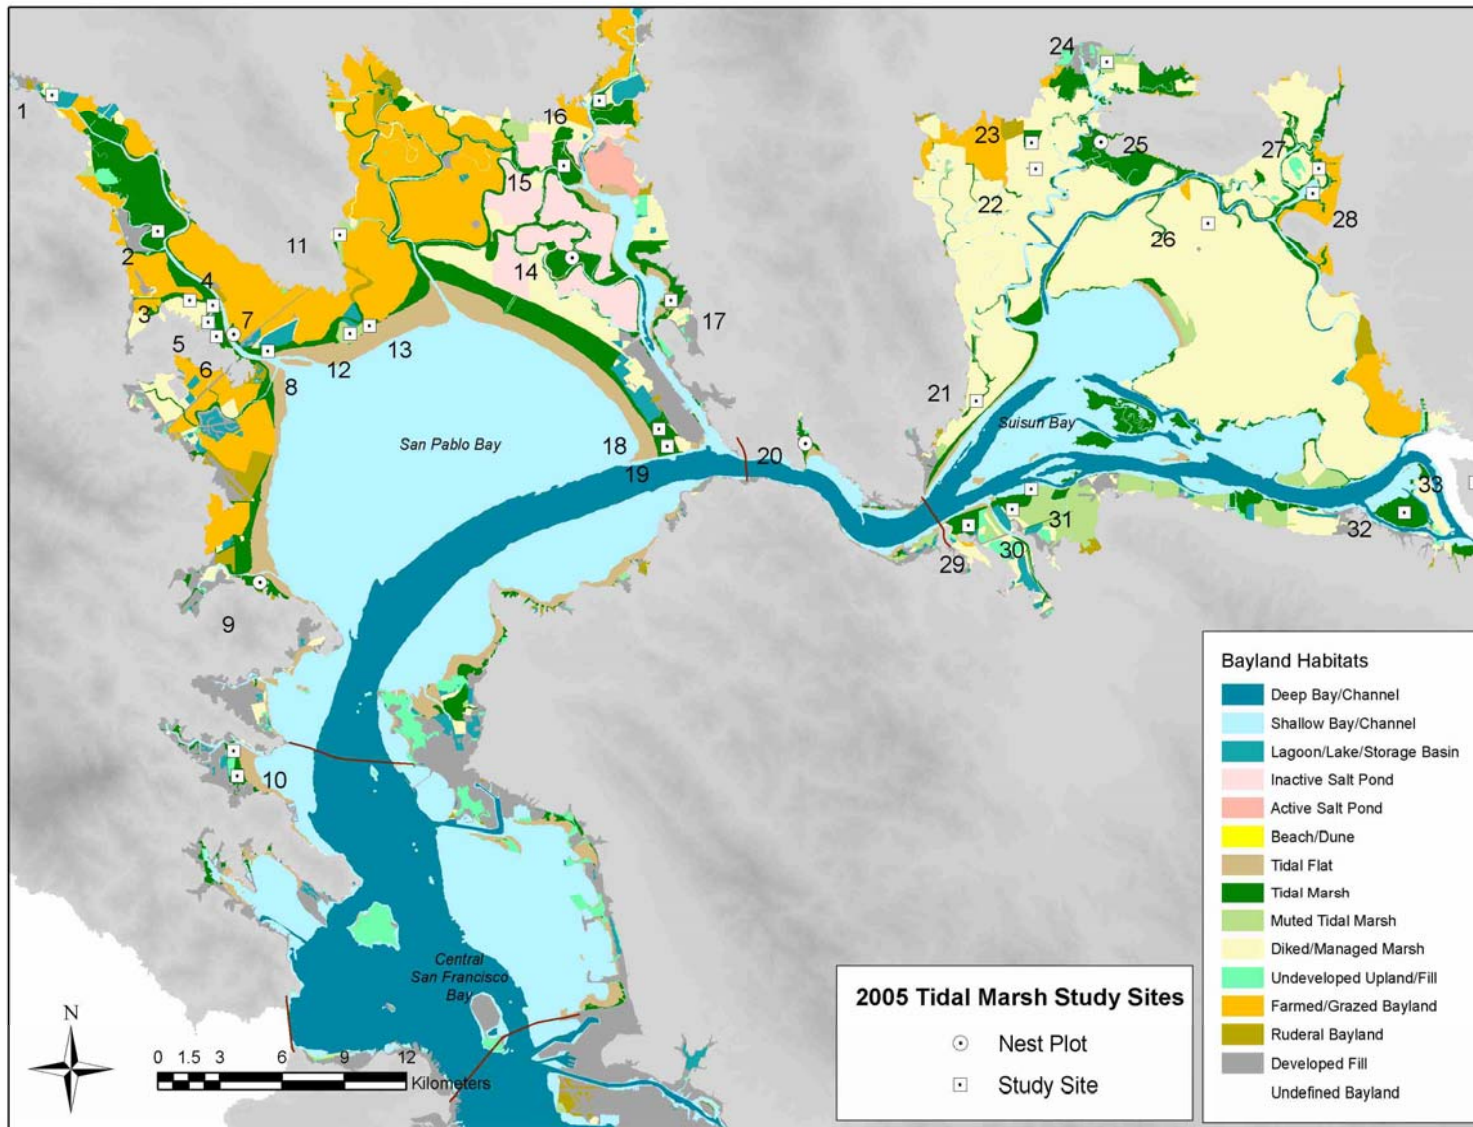 24
1
16
23
25
27
15
22
11
2
26
28
14
4
3
7
17
5
13
12
6
8
21
San Pablo Bay
Suisun Bay
18
20
19
33
31
32
30
29
9
10
Central
San Francisco
Bay
N
0 1.5 3 6 9 12
Kilometers
2005 Tidal Marsh Study Sites
Nest Plot
Study Site
Bayland Habitats
Deep Bay/Channel
Shallow Bay/Channel
Lagoon/Lake/Storage Basin
Inactive Salt Pond
Active Salt Pond
Beach/Dune
Tidal Flat
Tidal Marsh
Muted Tidal Marsh
Diked/Managed Marsh
Undeveloped Upland/Fill
Farmed/Grazed Bayland
Ruderal Bayland
Developed Fill
Undefined Bayland